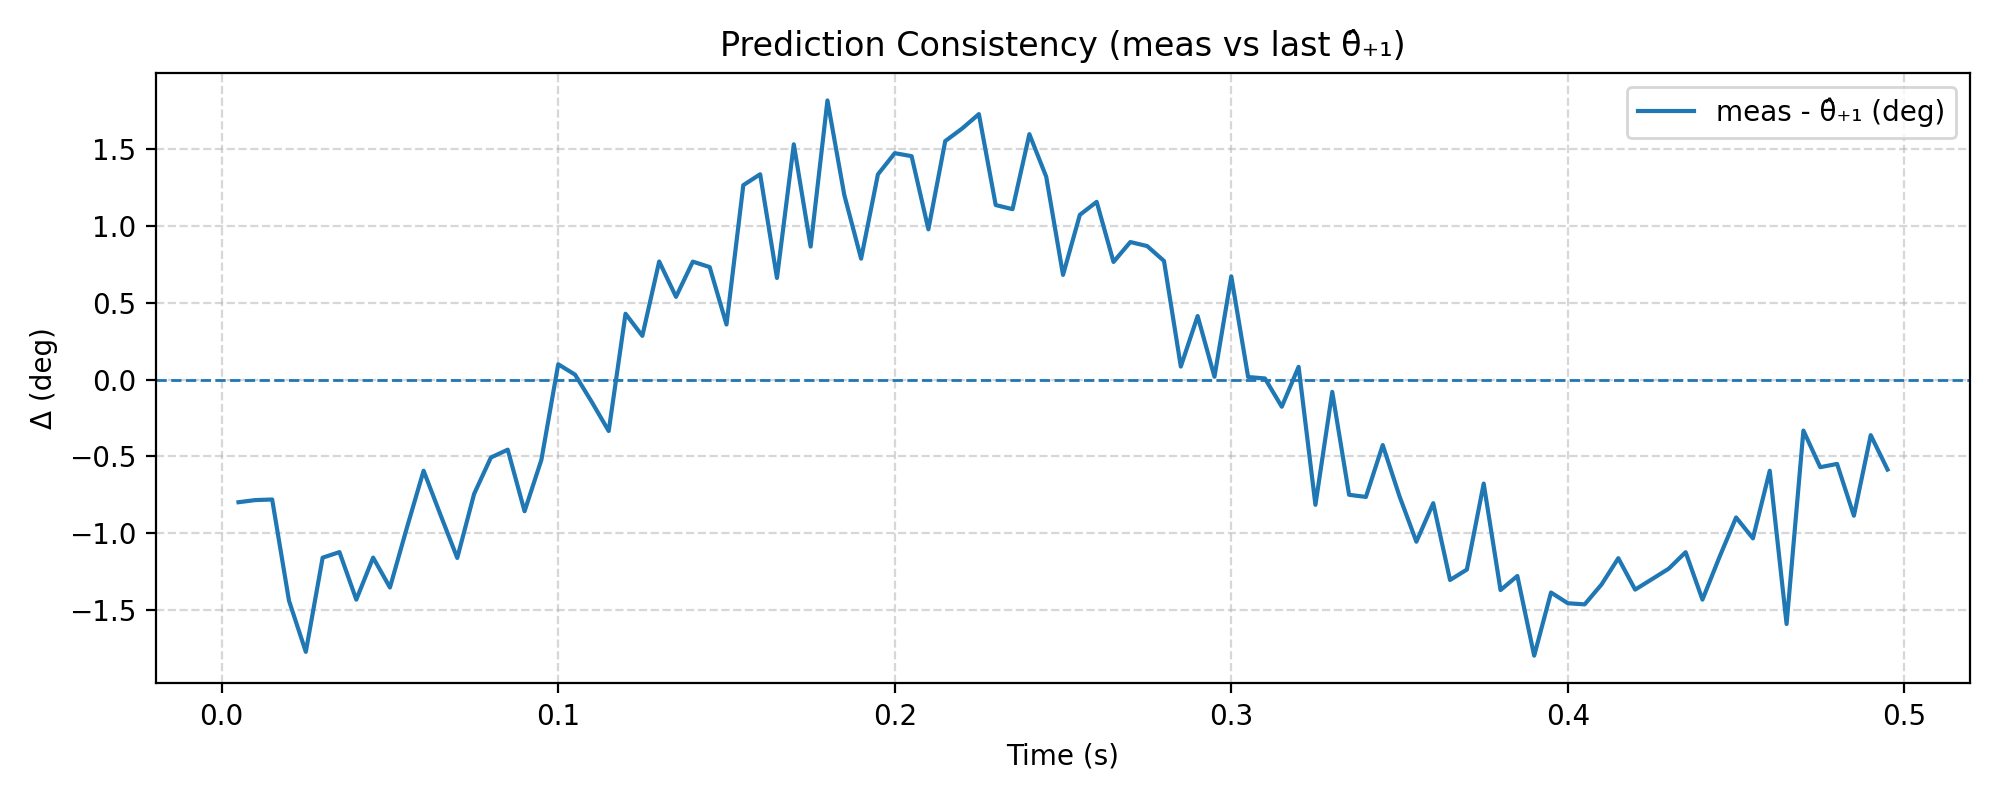 Prediction Consistency (meas vs last θ̂₊₁)
meas - θ̂₊₁ (deg)
Δ (deg)
1.5
1.0
0.5
0.0
−0.5
−1.0
−1.5
0.0 0.1 0.2 0.3 0.4 0.5
Time (s)